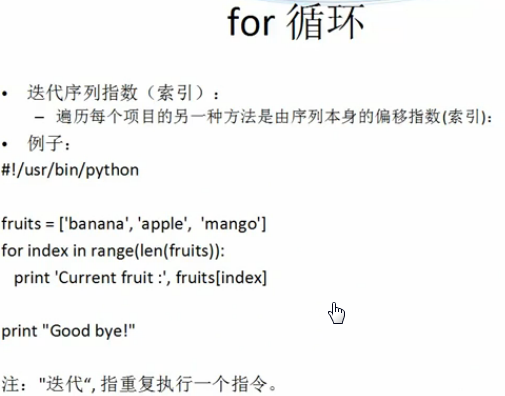 for 循环
• 迭代序列指数（索引）：
– 遍历每个项目的另一种方法是由序列本身的偏移指数(索引):
• 例子：
#!/usr/bin/python
fruits = ['banana', 'apple',  'mango']
for index in range(len(fruits)):
   print 'Current fruit :', fruits[index]
print "Good bye!"
注："迭代“, 指重复执行一个指令。